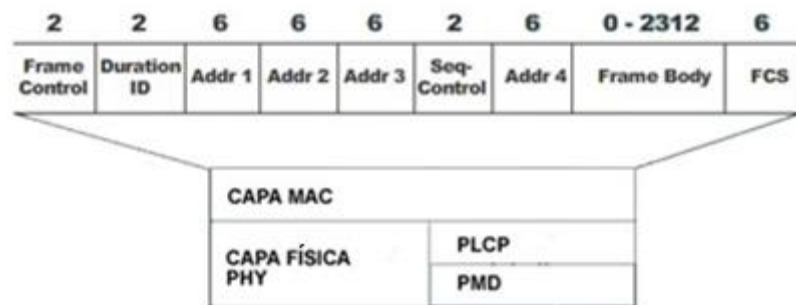 2 2 6 6 6 2 6 0 - 2312 6
Frame Control Duration ID Addr 1 Addr 2 Addr 3 Seq-Control Addr 4 Frame Body FCS
CAPA MAC
CAPA FÍSICA PHY
PLCP
PMD